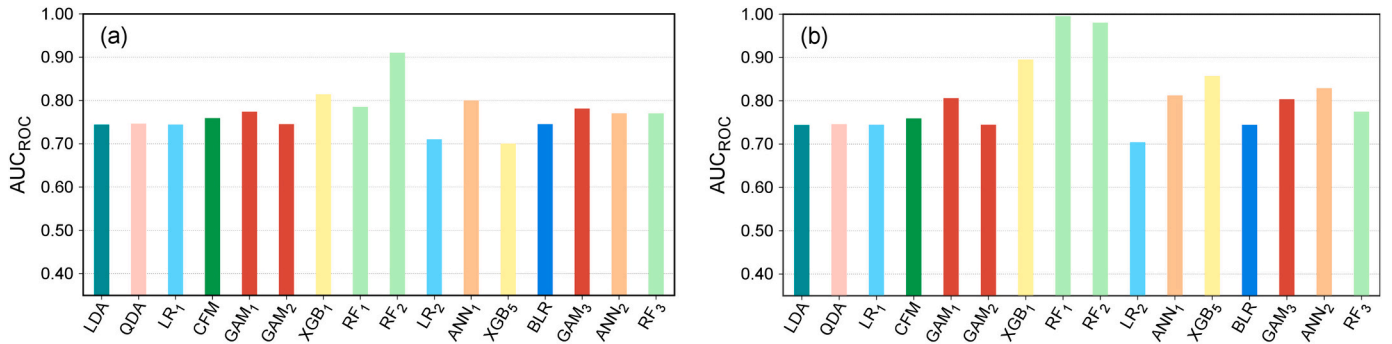 (a)
AUC_ROC
1.00
0.90
0.80
0.70
0.60
0.50
0.40
LDA
QDA
LR₁
CFM
GAM₁
GAM₂
XGB₁
RF₁
RF₂
LR₂
ANN₁
XGB₅
BLR
GAM₃
ANN₂
RF₃
(b)
AUC_ROC
1.00
0.90
0.80
0.70
0.60
0.50
0.40
LDA
QDA
LR₁
CFM
GAM₁
GAM₂
XGB₁
RF₁
RF₂
LR₂
ANN₁
XGB₅
BLR
GAM₃
ANN₂
RF₃